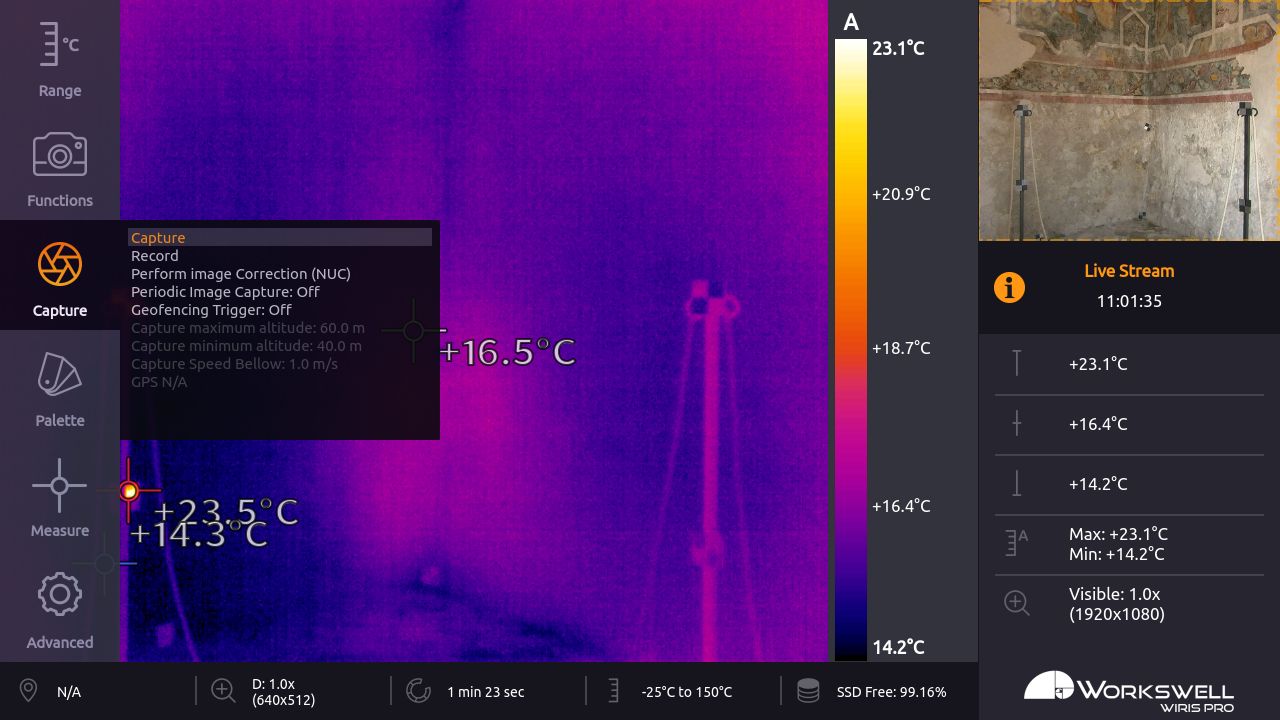 °C
Range
Functions
Capture
Palette
Measure
Advanced
Capture
Record
Perform image Correction (NUC)
Periodic Image Capture: Off
Geofencing Trigger: Off
Capture maximum altitude: 60.0 m
Capture minimum altitude: 40.0 m
Capture Speed Bellow: 1.0 m/s
GPS N/A
+16.5°C
+23.5°C
+14.3°C
A
23.1°C
+20.9°C
+18.7°C
+16.4°C
14.2°C
Live Stream
11:01:35
+23.1°C
+16.4°C
+14.2°C
A
Max: +23.1°C
Min: +14.2°C
Visible: 1.0x
(1920x1080)
N/A
D: 1.0x
(640x512)
1 min 23 sec
-25°C to 150°C
SSD Free: 99.16%
WORKSWELL
WIRIS PRO